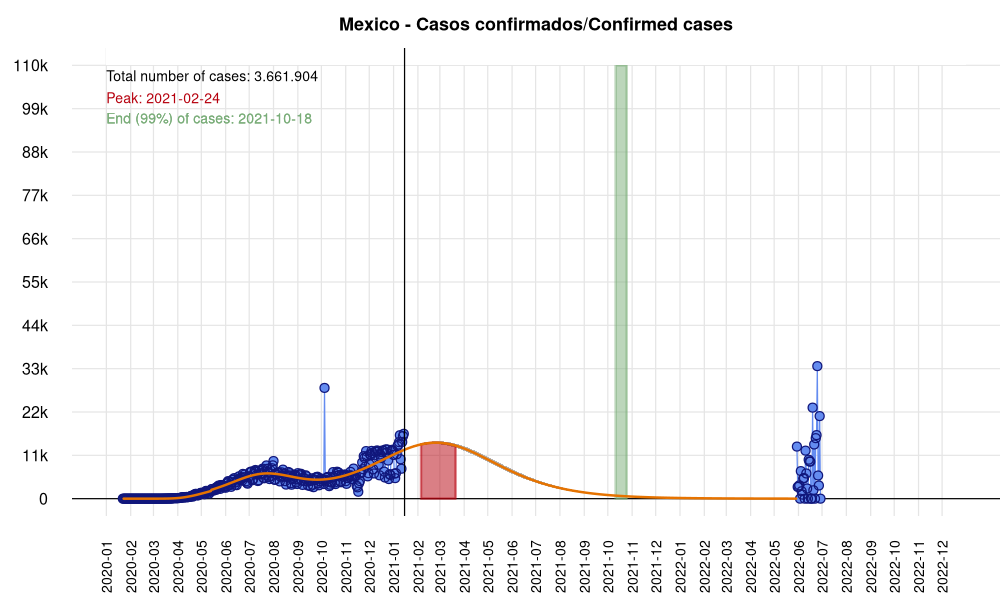 Mexico - Casos confirmados/Confirmed cases
110k
99k
88k
77k
66k
55k
44k
33k
22k
11k
0
Total number of cases: 3.661.904
Peak: 2021-02-24
End (99%) of cases: 2021-10-18
2020-01
2020-02
2020-03
2020-04
2020-05
2020-06
2020-07
2020-08
2020-09
2020-10
2020-11
2020-12
2021-01
2021-02
2021-03
2021-04
2021-05
2021-06
2021-07
2021-08
2021-09
2021-10
2021-11
2021-12
2022-01
2022-02
2022-03
2022-04
2022-05
2022-06
2022-07
2022-08
2022-09
2022-10
2022-11
2022-12